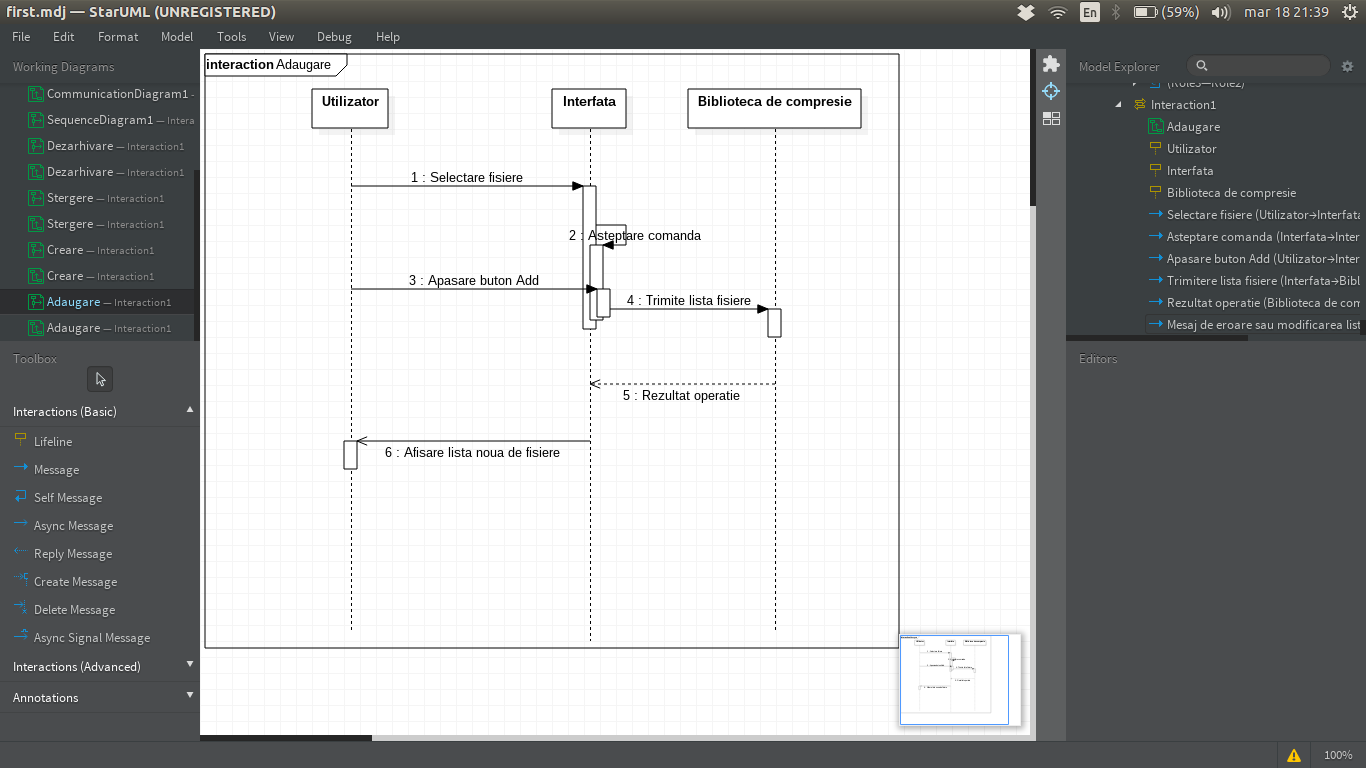 first.mdj — StarUML (UNREGISTERED)
En (59%) mar 18 21:39
File Edit Format Model Tools View Debug Help
Working Diagrams
CommunicationDiagram1 -
SequenceDiagram1 — Intera
Dezarhivare — Interaction1
Dezarhivare — Interaction1
Stergere — Interaction1
Stergere — Interaction1
Creare — Interaction1
Creare — Interaction1
Adaugare — Interaction1
Adaugare — Interaction1
Toolbox
Interactions (Basic)
Lifeline
Message
Self Message
Async Message
Reply Message
Create Message
Delete Message
Async Signal Message
Interactions (Advanced)
Annotations
interaction Adaugare
Utilizator
Interfata
Biblioteca de compresie
1 : Selectare fisiere
2 : Asteptare comanda
3 : Apasare buton Add
4 : Trimite lista fisiere
5 : Rezultat operatie
6 : Afisare lista noua de fisiere
Model Explorer
(Role3—Role2)
Interaction1
Adaugare
Utilizator
Interfata
Biblioteca de compresie
Selectare fisiere (Utilizator→Interfata
Asteptare comanda (Interfata→Inter
Apasare buton Add (Utilizator→Inter
Trimitere lista fisiere (Interfata→Bibl
Rezultat operatie (Biblioteca de com
Mesaj de eroare sau modificarea list
Editors
100%